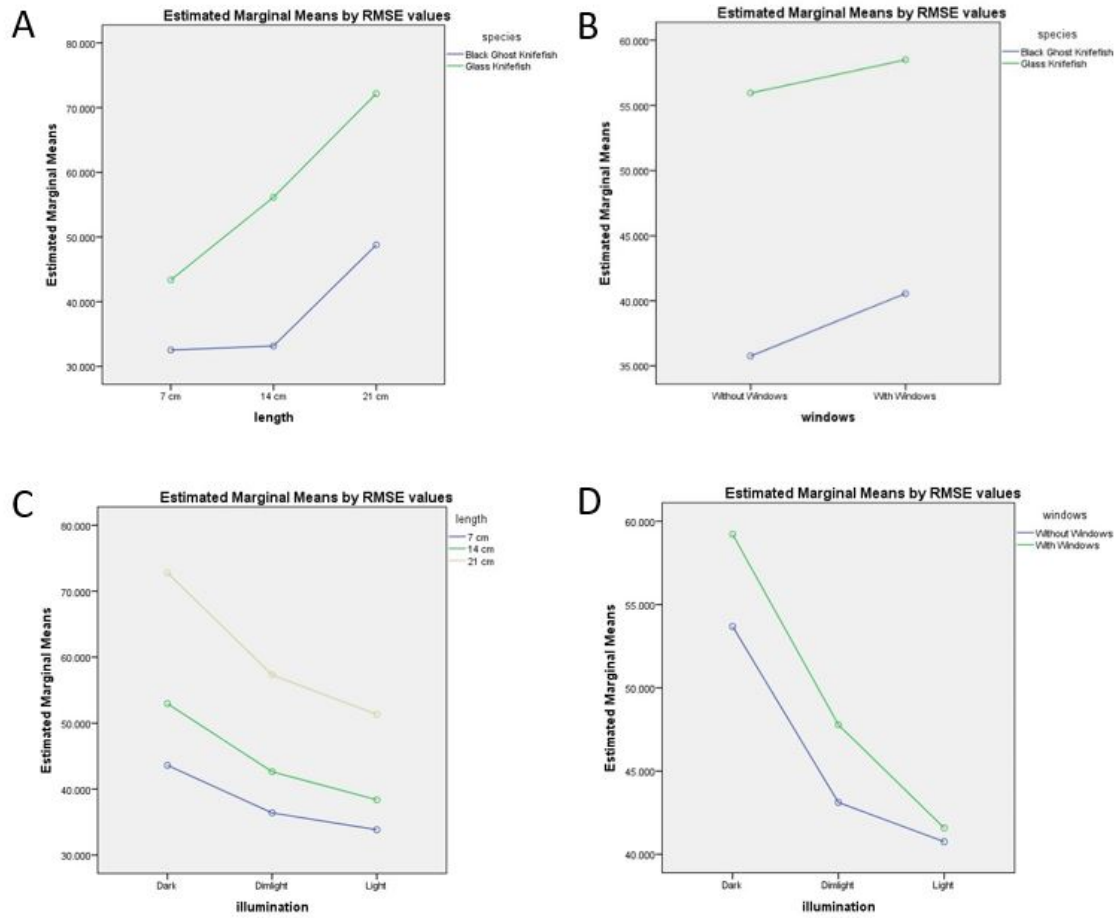 A
Estimated Marginal Means by RMSE values
species
Black Ghost Knifefish
Glass Knifefish
80.000
70.000
60.000
50.000
40.000
30.000
Estimated Marginal Means
7 cm 14 cm 21 cm
length
B
Estimated Marginal Means by RMSE values
species
Black Ghost Knifefish
Glass Knifefish
60.000
55.000
50.000
45.000
40.000
35.000
Estimated Marginal Means
Without Windows With Windows
windows
C
Estimated Marginal Means by RMSE values
length
7 cm
14 cm
21 cm
80.000
70.000
60.000
50.000
40.000
30.000
Estimated Marginal Means
Dark Dimlight Light
illumination
D
Estimated Marginal Means by RMSE values
windows
Without Windows
With Windows
60.000
55.000
50.000
45.000
40.000
Estimated Marginal Means
Dark Dimlight Light
illumination